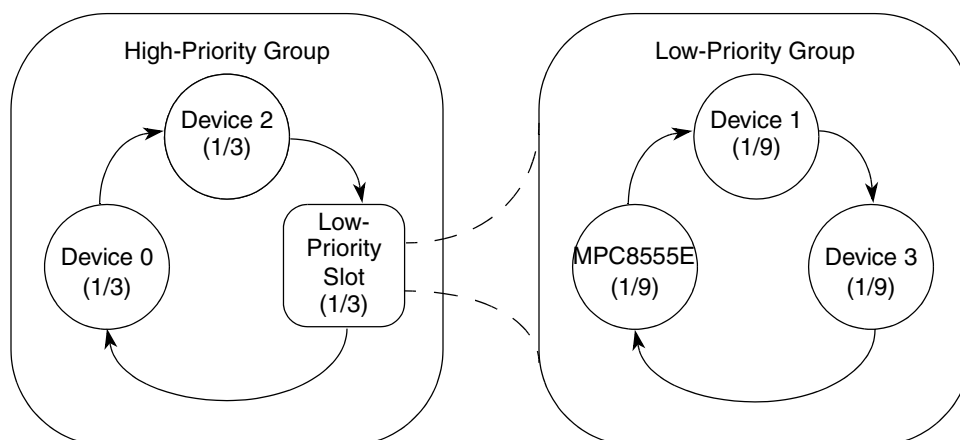 High-Priority Group
Device 2
(1/3)
Device 0
(1/3)
Low-
Priority
Slot
(1/3)
Low-Priority Group
Device 1
(1/9)
MPC8555E
(1/9)
Device 3
(1/9)